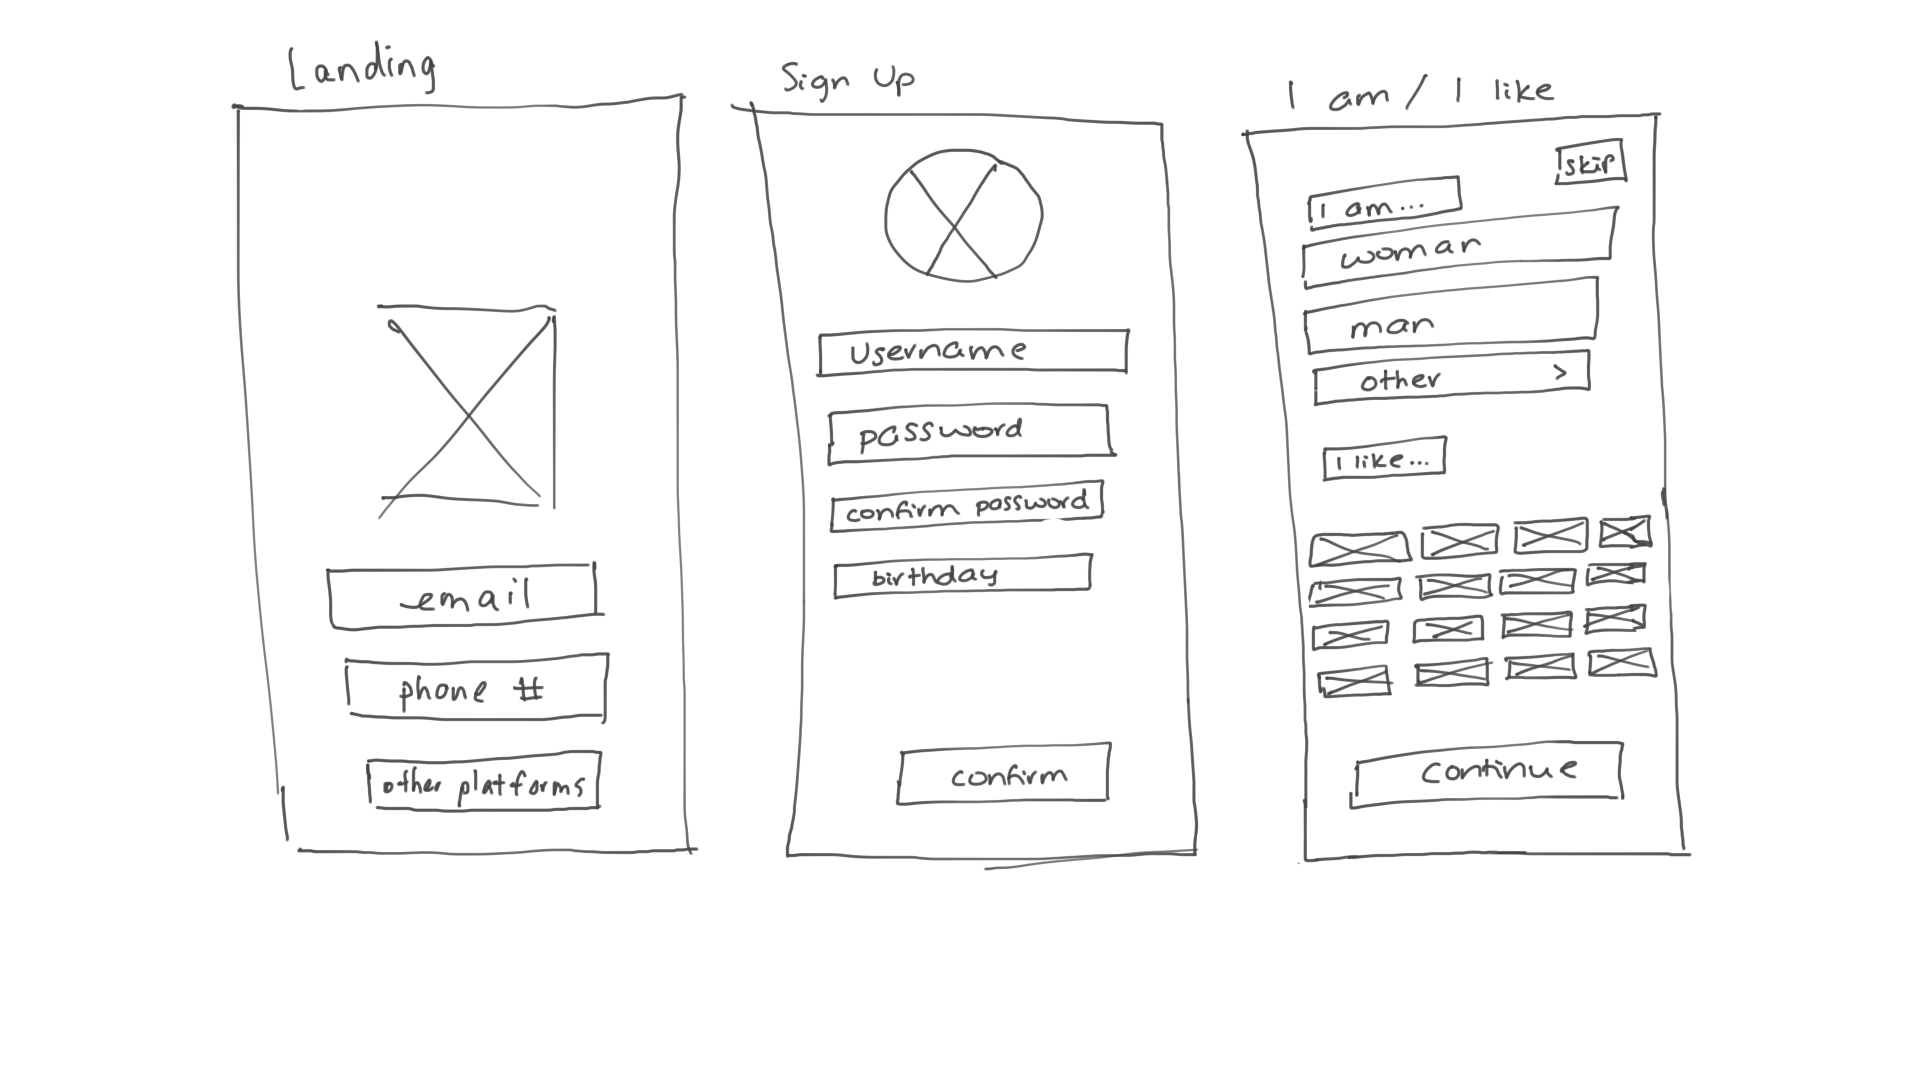 Landing
email
phone #
other platforms
Sign Up
Username
password
confirm password
birthday
confirm
I am / I like
skip
I am...
woman
man
other >
I like...
continue